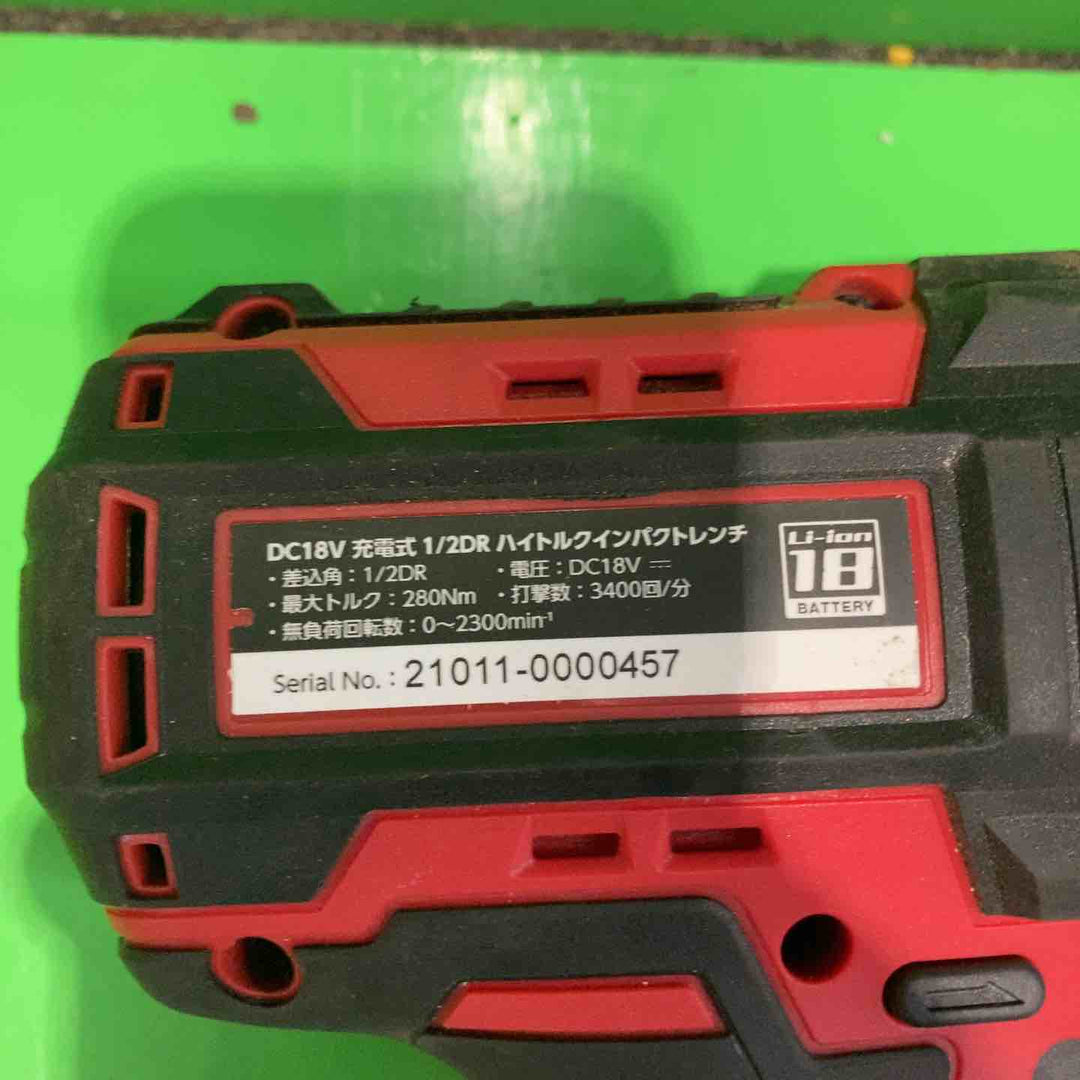 DC18V 充電式 1/2DR ハイトルクインパクトレンチ
・差込角：1/2DR ・電圧：DC18V ⎓
・最大トルク：280Nm ・打撃数：3400回/分
・無負荷回転数：0～2300min⁻¹
Li-ion
18
BATTERY
Serial No.：21011-0000457